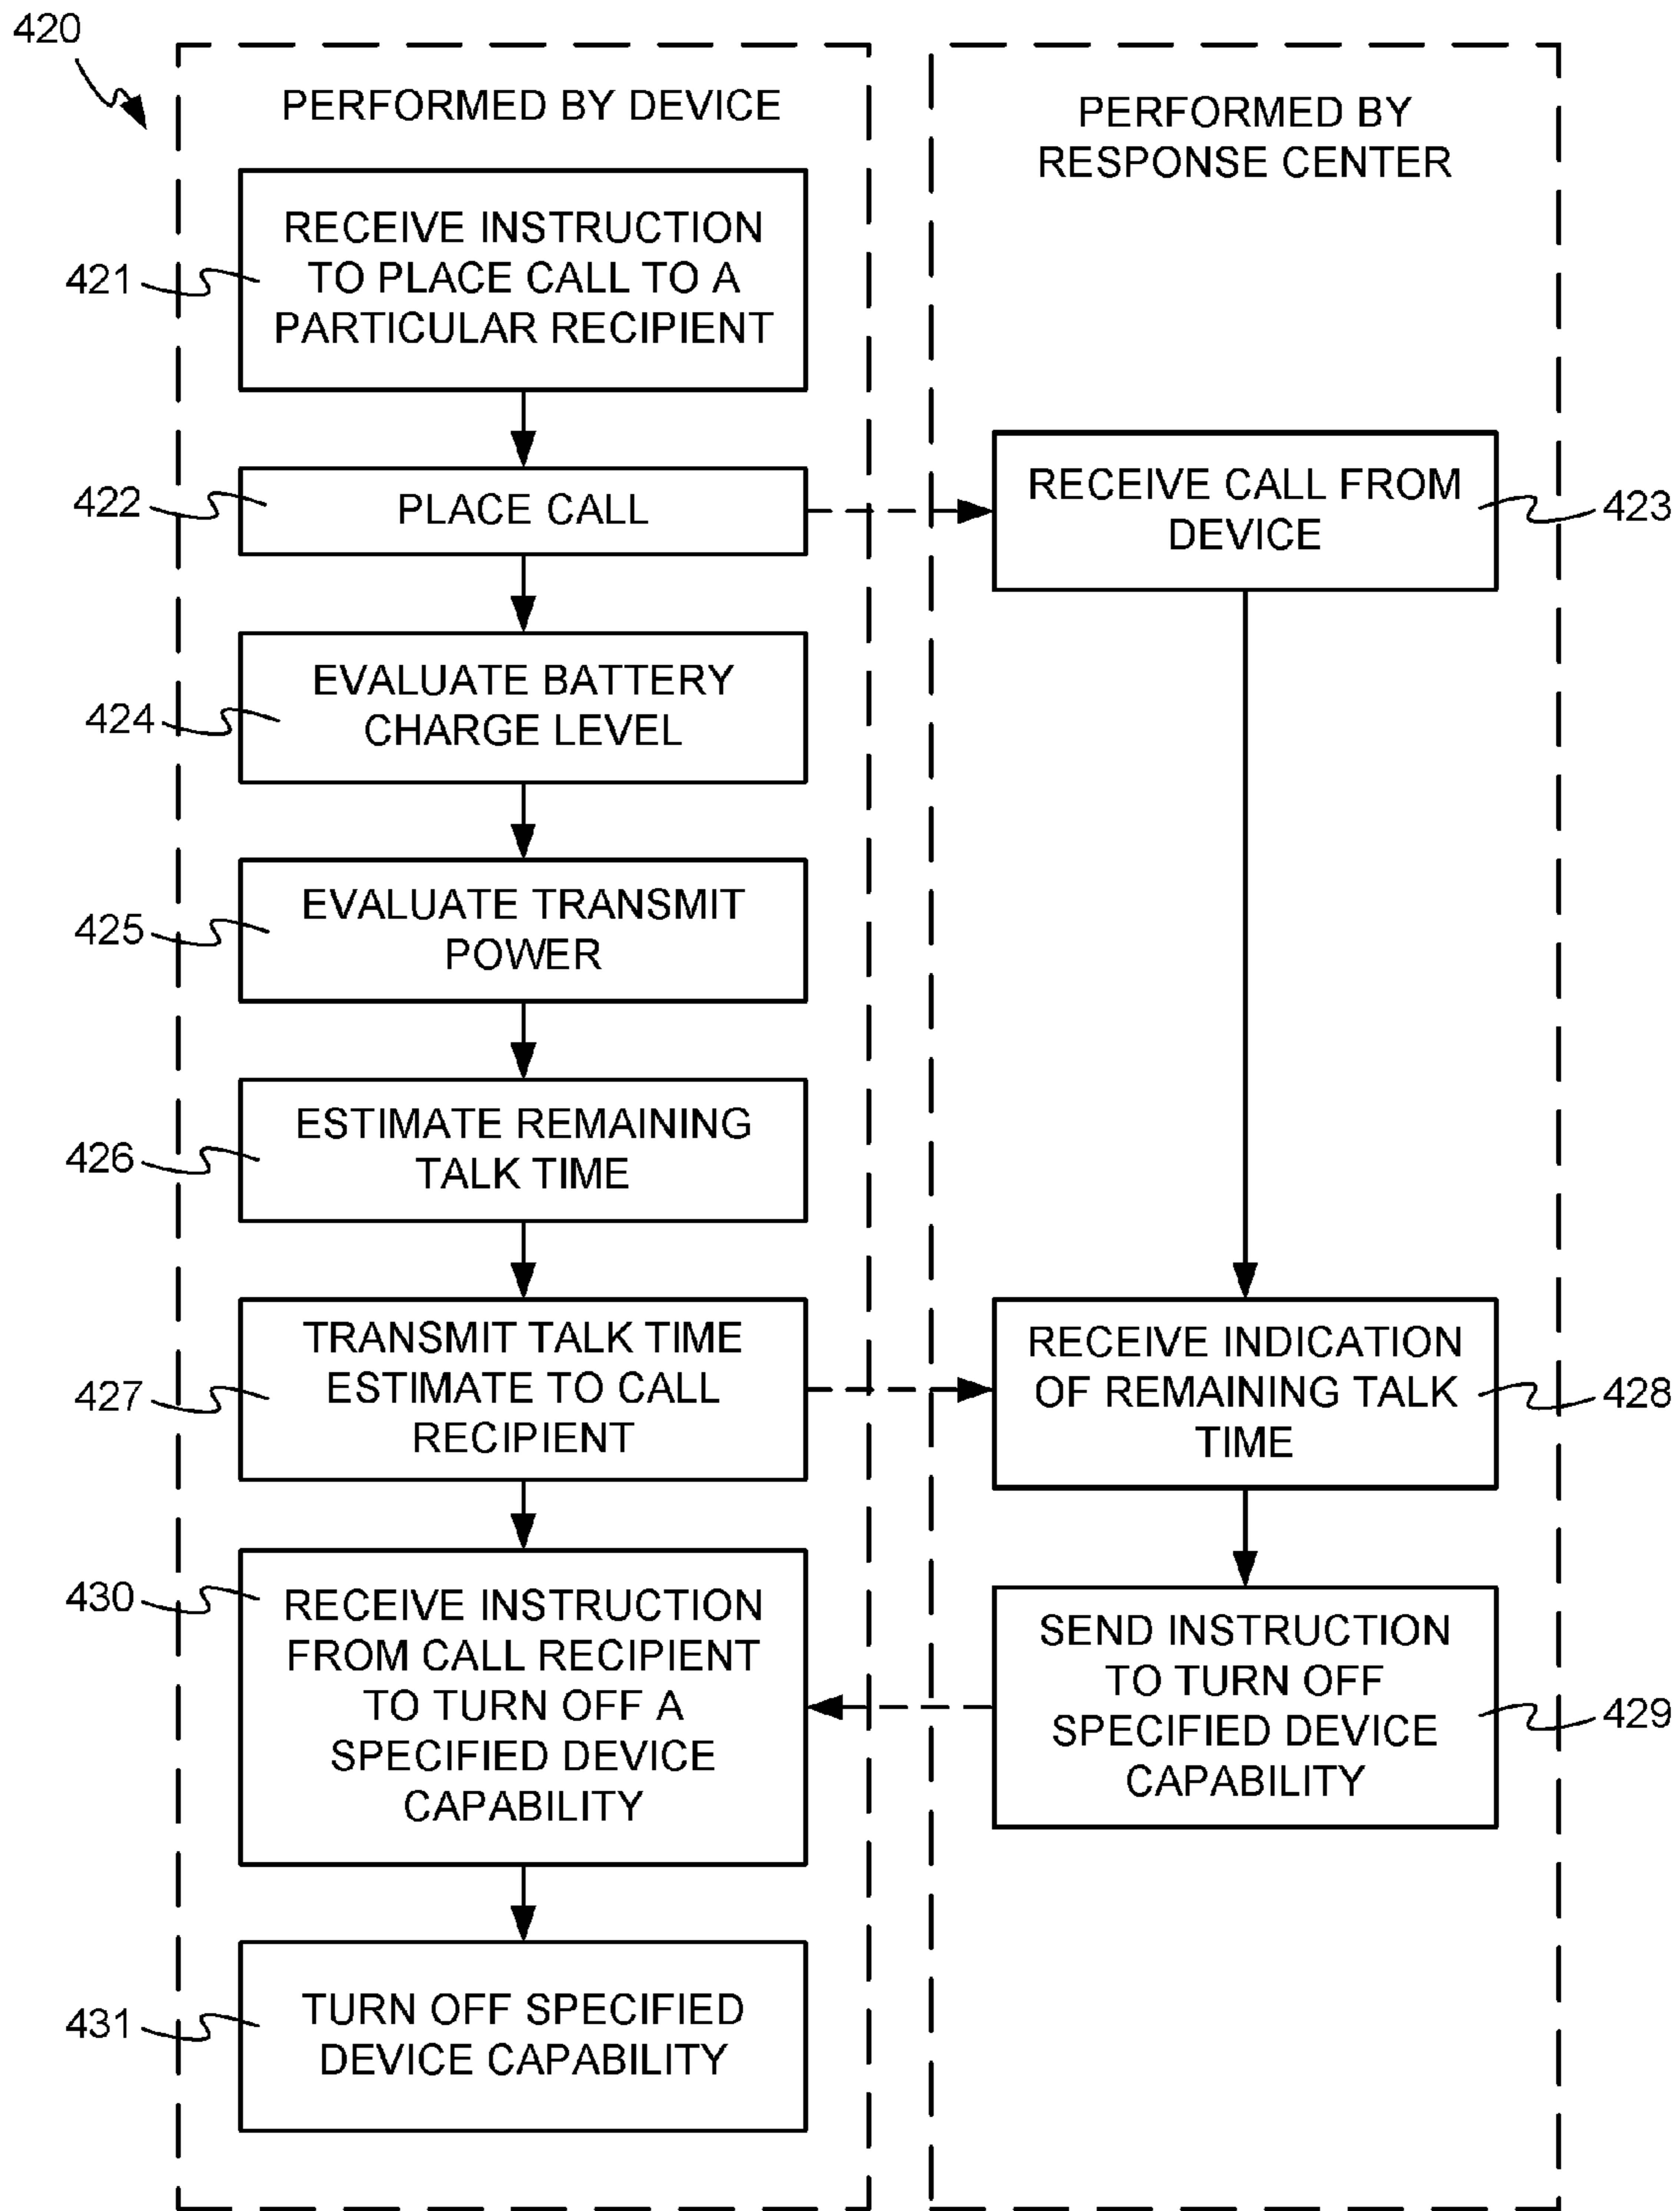 420
PERFORMED BY DEVICE
PERFORMED BY
RESPONSE CENTER
421
RECEIVE INSTRUCTION
TO PLACE CALL TO A
PARTICULAR RECIPIENT
422
PLACE CALL
RECEIVE CALL FROM
DEVICE
423
424
EVALUATE BATTERY
CHARGE LEVEL
425
EVALUATE TRANSMIT
POWER
426
ESTIMATE REMAINING
TALK TIME
427
TRANSMIT TALK TIME
ESTIMATE TO CALL
RECIPIENT
RECEIVE INDICATION
OF REMAINING TALK
TIME
428
430
RECEIVE INSTRUCTION
FROM CALL RECIPIENT
TO TURN OFF A
SPECIFIED DEVICE
CAPABILITY
SEND INSTRUCTION
TO TURN OFF
SPECIFIED DEVICE
CAPABILITY
429
431
TURN OFF SPECIFIED
DEVICE CAPABILITY